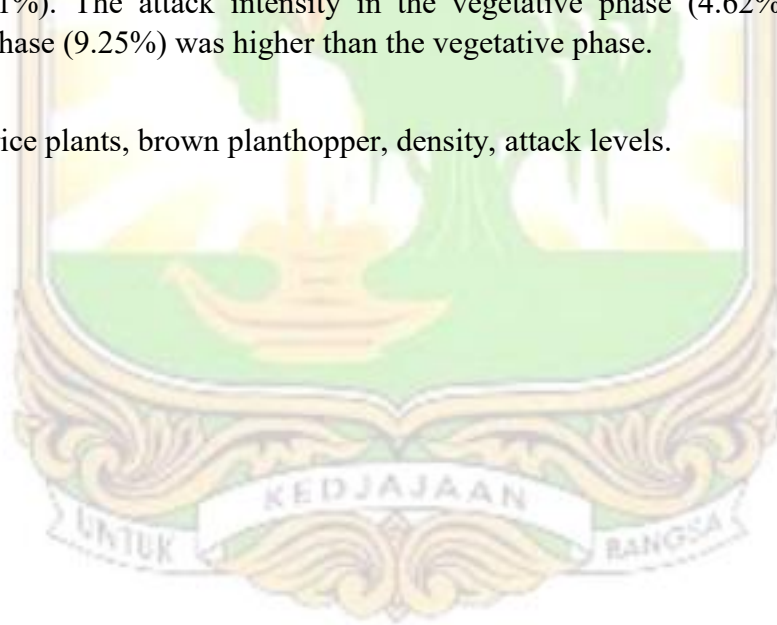 1%). The attack intensity in the vegetative phase (4.62%
hase (9.25%) was higher than the vegetative phase.
ice plants, brown planthopper, density, attack levels.
KEDJAJAAN
UNTUK
BANGSA